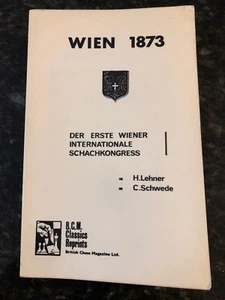 WIEN 1873
DER ERSTE WIENER
INTERNATIONALE
SCHACHKONGRESS
H.Lehner
C.Schwede
B.C.M.
Classics
Reprints
British Chess Magazine Ltd.